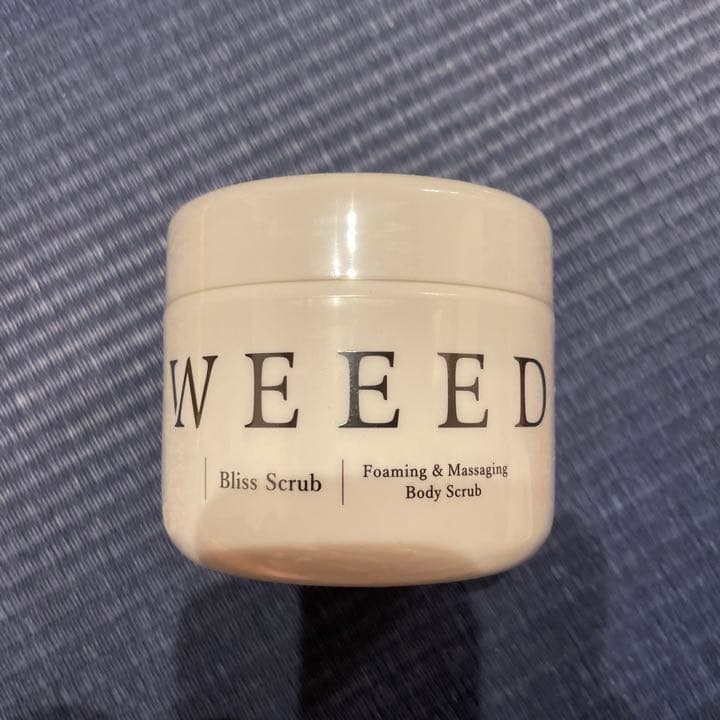 WEEED
Bliss Scrub
Foaming & Massaging
Body Scrub